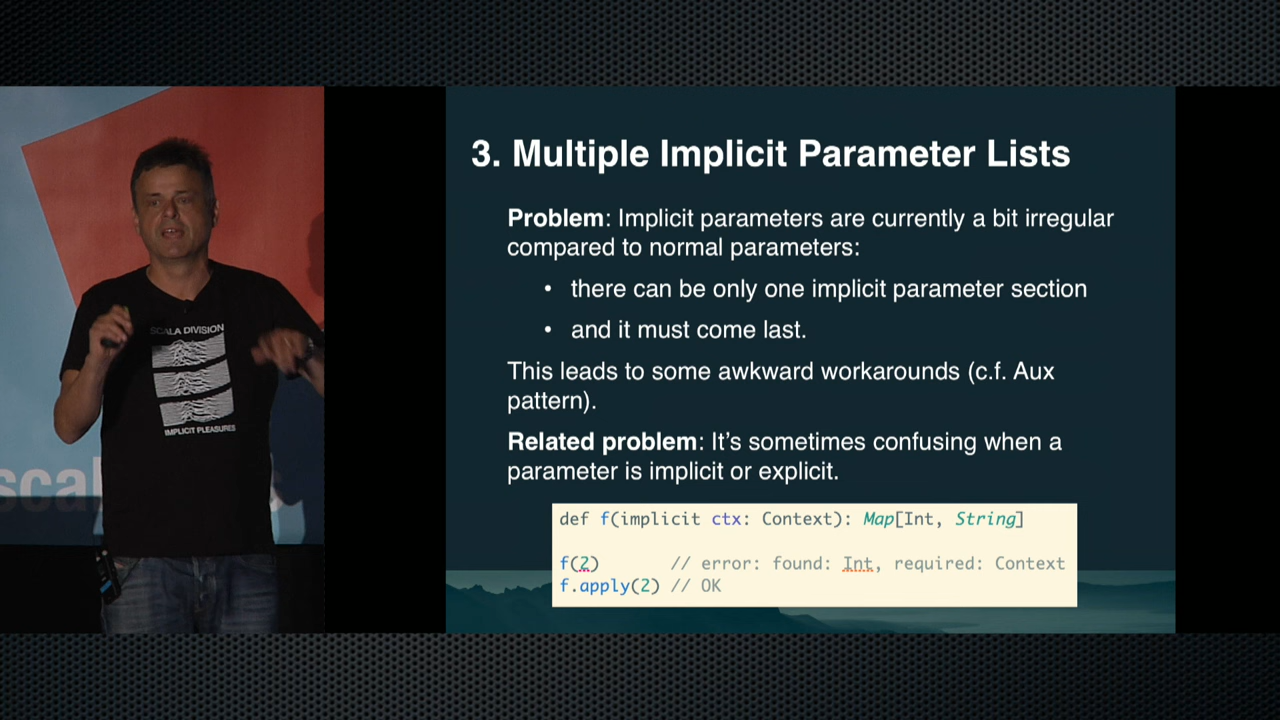 SCALA DIVISION
IMPLICIT PLEASURES
scal
s
3. Multiple Implicit Parameter Lists
Problem: Implicit parameters are currently a bit irregular
compared to normal parameters:
• there can be only one implicit parameter section
• and it must come last.
This leads to some awkward workarounds (c.f. Aux
pattern).
Related problem: It's sometimes confusing when a
parameter is implicit or explicit.
def f(implicit ctx: Context): Map[Int, String]
f(2) // error: found: Int, required: Context
f.apply(2) // OK